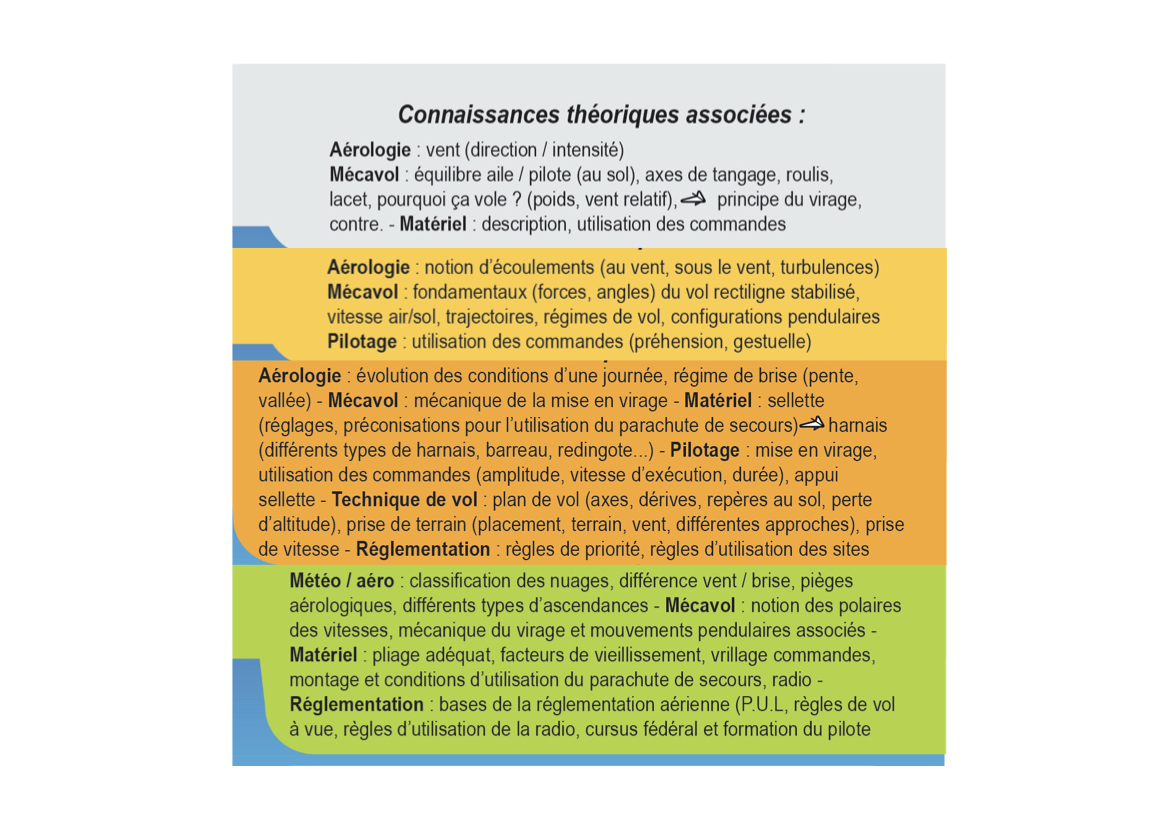 Connaissances théoriques associées :
Aérologie : vent (direction / intensité)
Mécavol : équilibre aile / pilote (au sol), axes de tangage, roulis,
lacet, pourquoi ça vole ? (poids, vent relatif), principe du virage,
contre. - Matériel : description, utilisation des commandes
Aérologie : notion d’écoulements (au vent, sous le vent, turbulences)
Mécavol : fondamentaux (forces, angles) du vol rectiligne stabilisé,
vitesse air/sol, trajectoires, régimes de vol, configurations pendulaires
Pilotage : utilisation des commandes (préhension, gestuelle)
Aérologie : évolution des conditions d’une journée, régime de brise (pente,
vallée) - Mécavol : mécanique de la mise en virage - Matériel : sellette
(réglages, préconisations pour l’utilisation du parachute de secours) harnais
(différents types de harnais, barreau, redingote...) - Pilotage : mise en virage,
utilisation des commandes (amplitude, vitesse d’exécution, durée), appui
sellette - Technique de vol : plan de vol (axes, dérives, repères au sol, perte
d’altitude), prise de terrain (placement, terrain, vent, différentes approches), prise
de vitesse - Réglementation : règles de priorité, règles d’utilisation des sites
Météo / aéro : classification des nuages, différence vent / brise, pièges
aérologiques, différents types d’ascendances - Mécavol : notion des polaires
des vitesses, mécanique du virage et mouvements pendulaires associés -
Matériel : pliage adéquat, facteurs de vieillissement, vrillage commandes,
montage et conditions d’utilisation du parachute de secours, radio -
Réglementation : bases de la réglementation aérienne (P.U.L, règles de vol
à vue, règles d’utilisation de la radio, cursus fédéral et formation du pilote